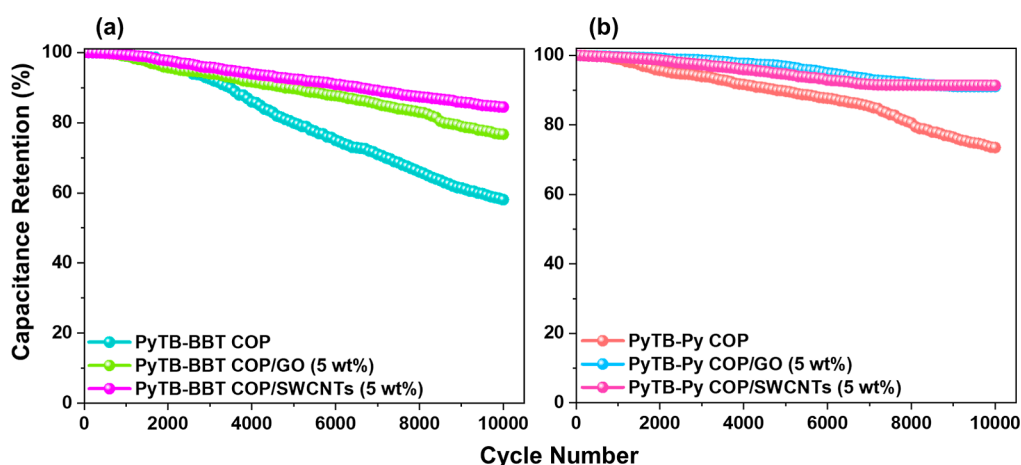 (a)
(b)
Capacitance Retention (%)
100
80
60
40
20
0
PyTB-BBT COP
PyTB-BBT COP/GO (5 wt%)
PyTB-BBT COP/SWCNTs (5 wt%)
0 2000 4000 6000 8000 10000
100
80
60
40
20
0
PyTB-Py COP
PyTB-Py COP/GO (5 wt%)
PyTB-Py COP/SWCNTs (5 wt%)
0 2000 4000 6000 8000 10000
Cycle Number